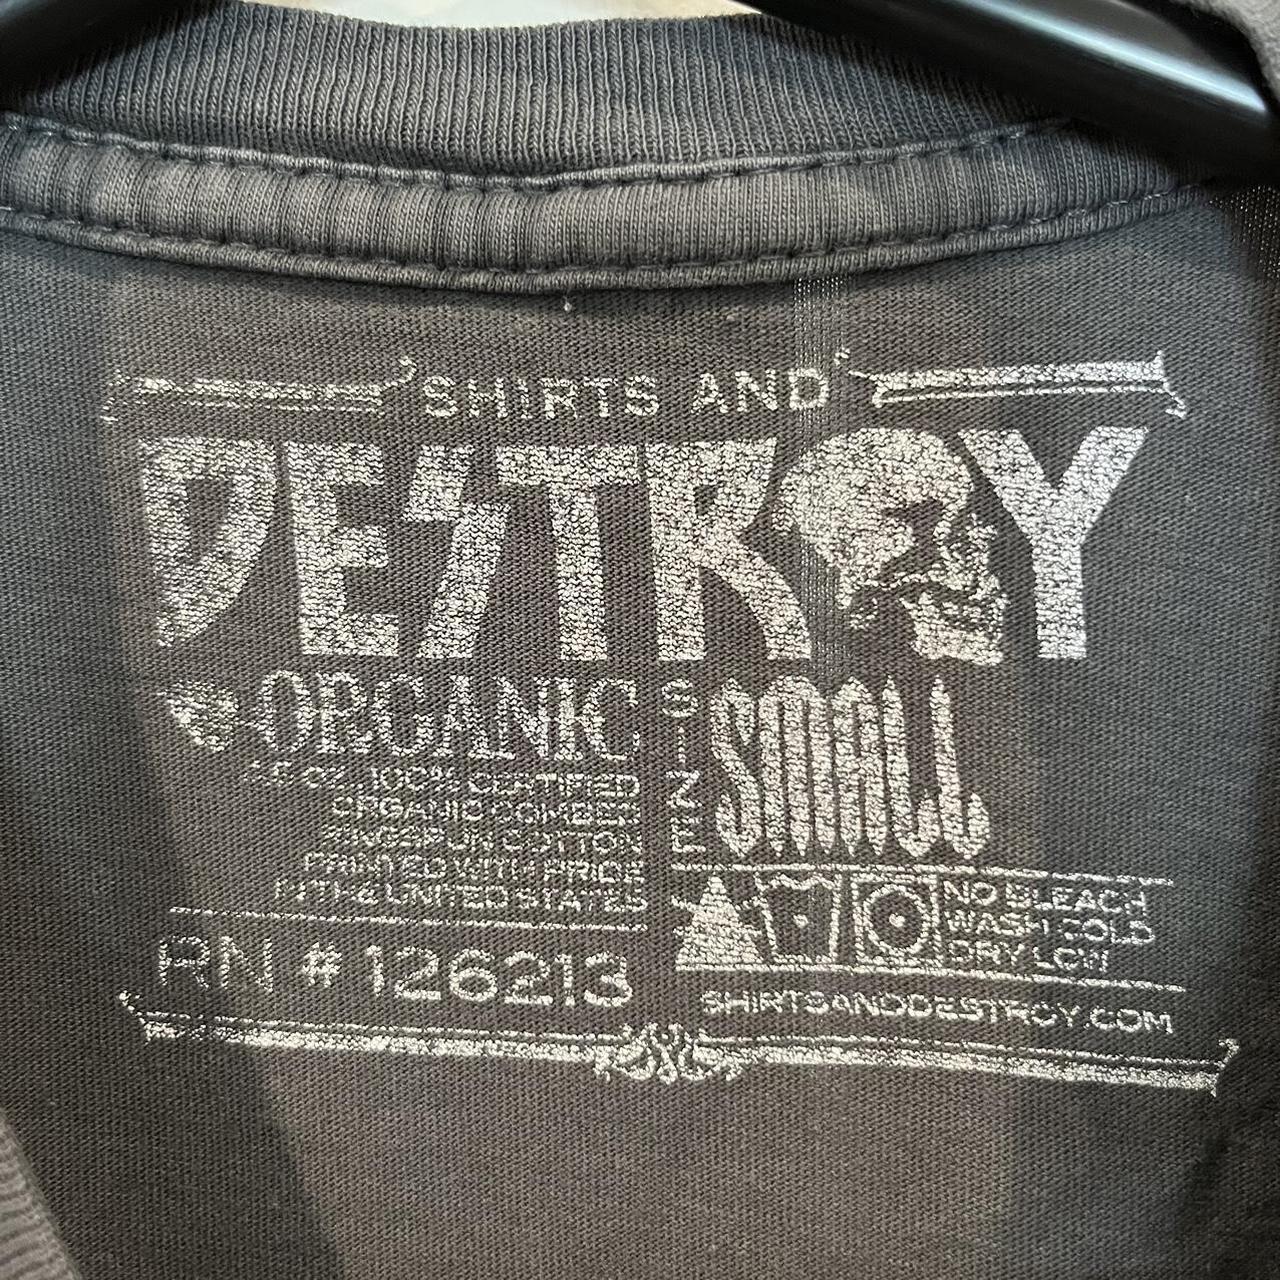 SHIRTS AND
DESTROY
ORGANIC
100% CERTIFIED
ORGANIC COMBED
RINGSPUN COTTON
PRINTED WITH PRIDE
IN THE UNITED STATES
RN # 126213
SIZE
SMALL
NO BLEACH
WASH COLD
DRY LOW
SHIRTSANDDESTROY.COM